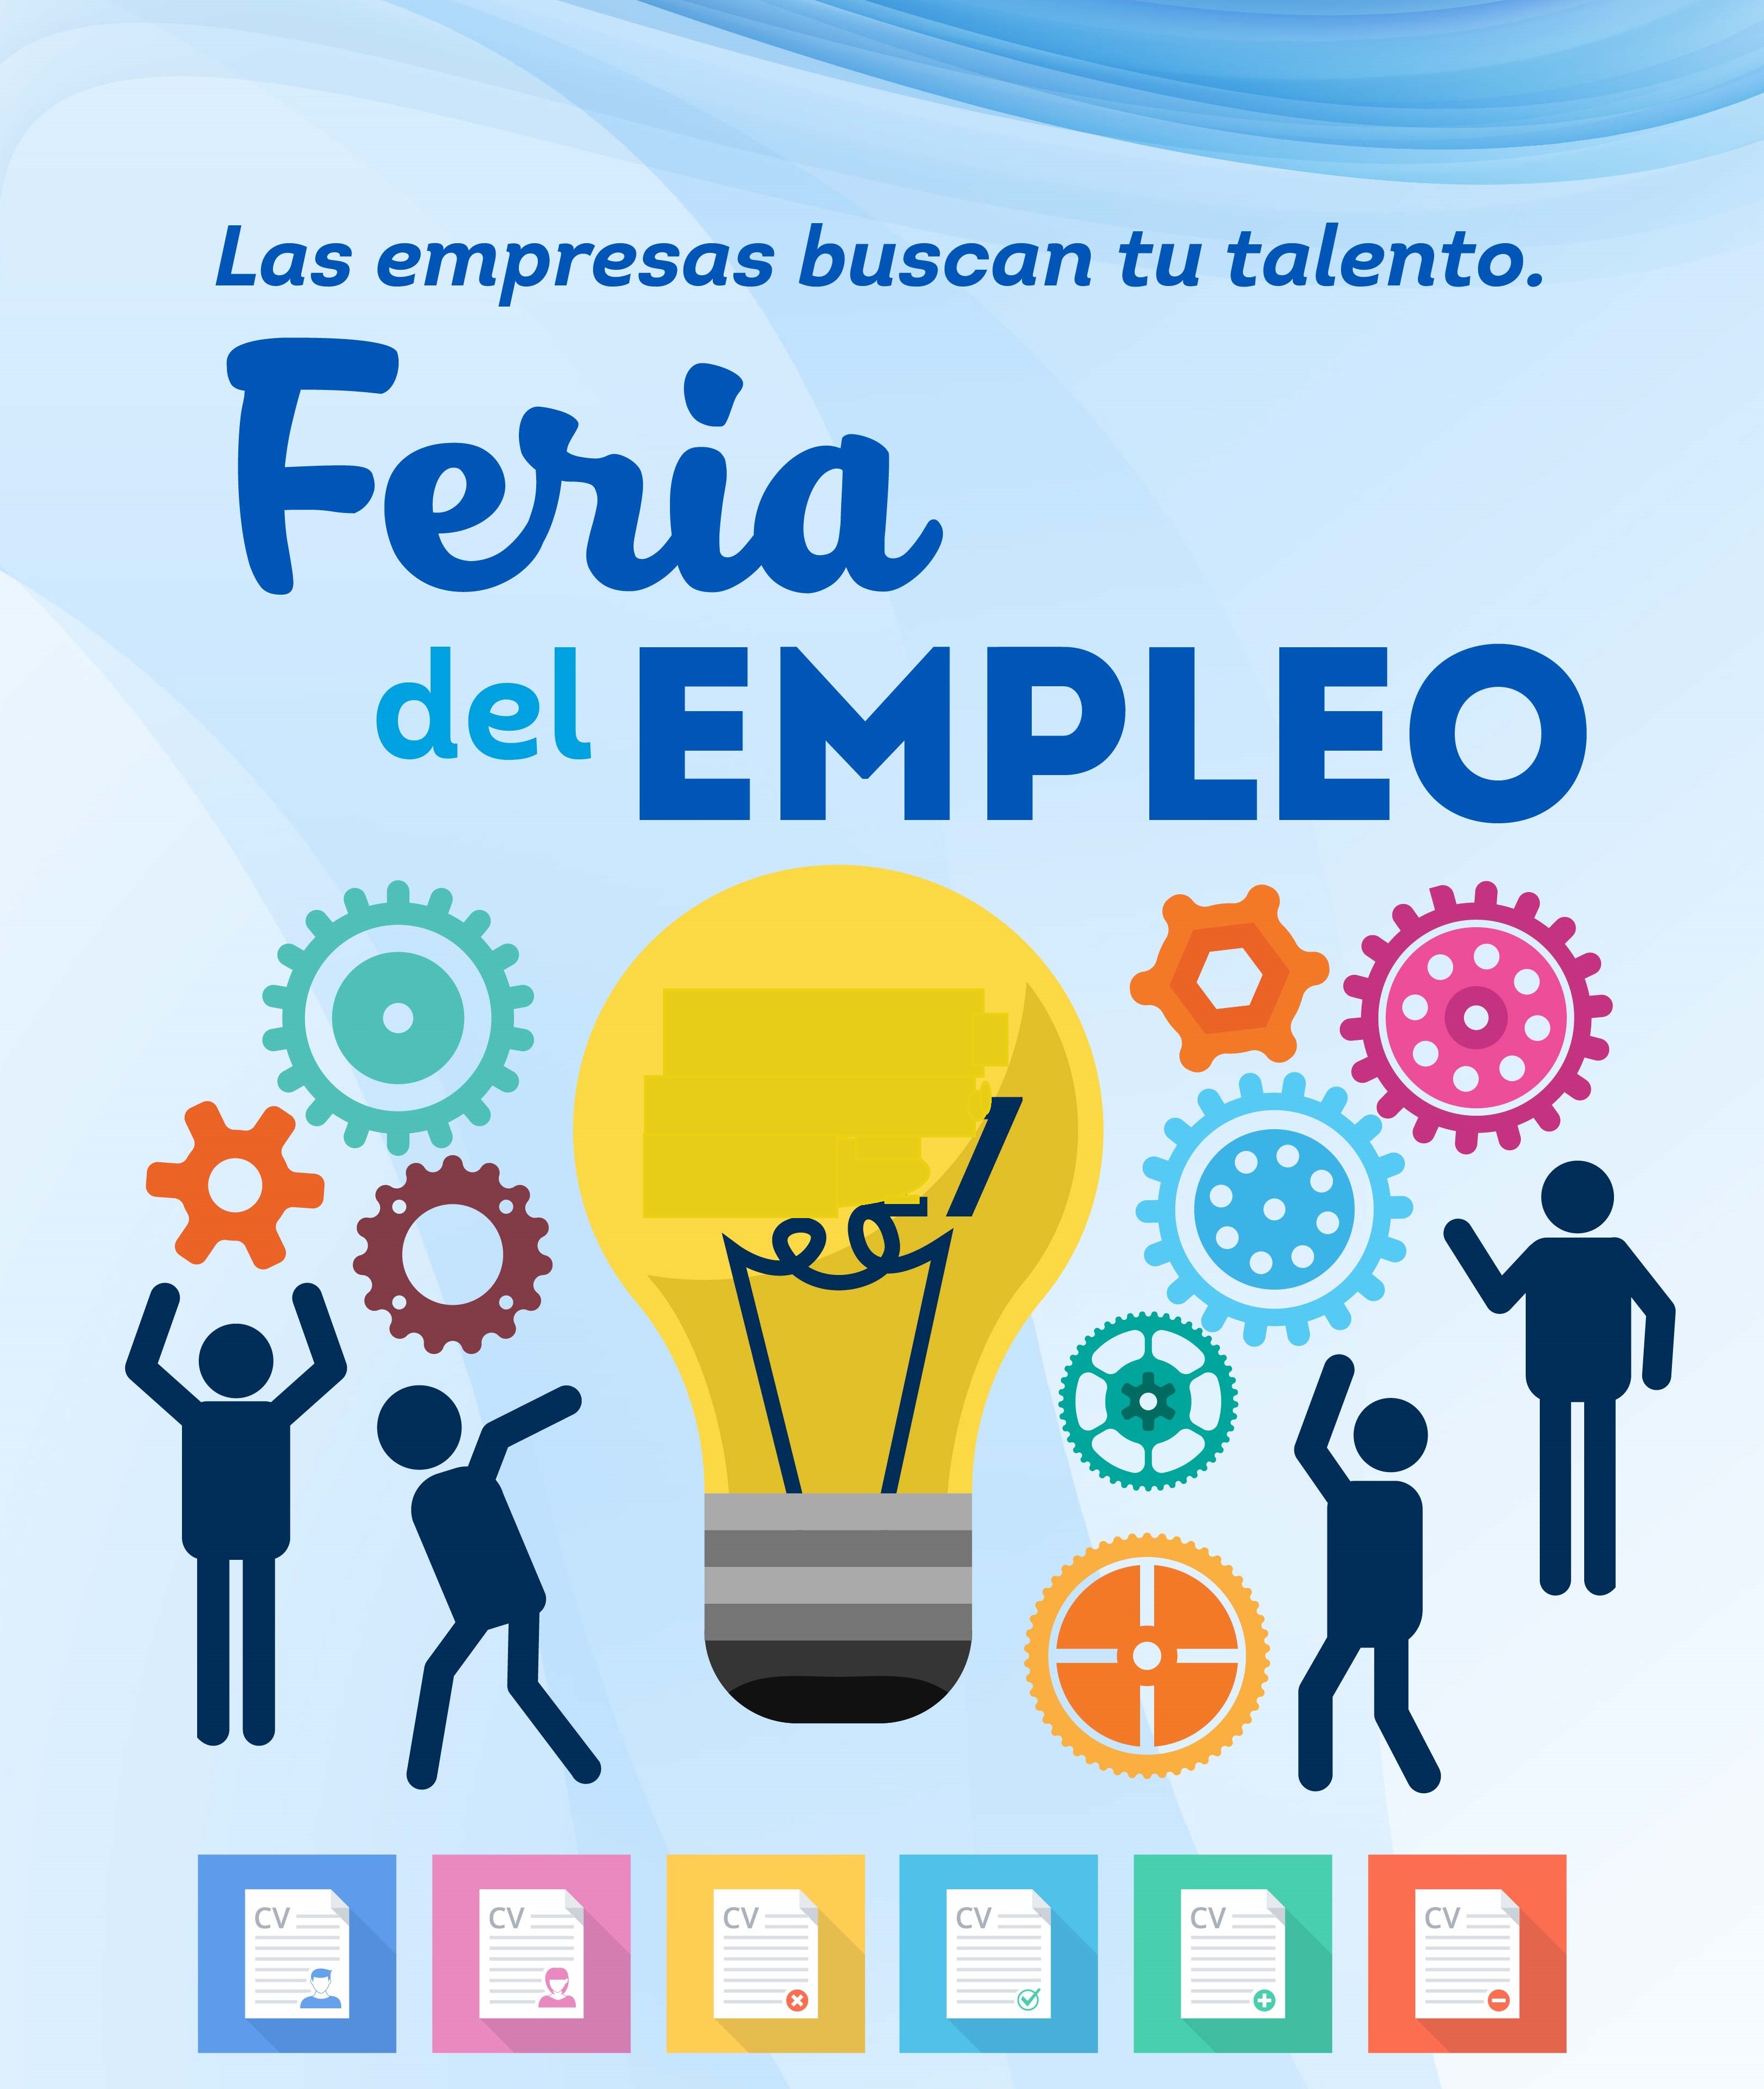 Las empresas buscan tu talento.
Feria
del EMPLEO
CV CV CV CV CV CV